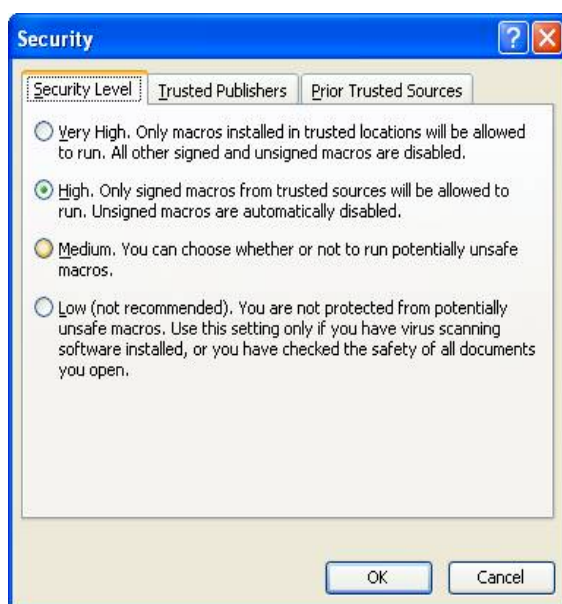 Security
Security Level
Trusted Publishers
Prior Trusted Sources
Very High. Only macros installed in trusted locations will be allowed
to run. All other signed and unsigned macros are disabled.
High. Only signed macros from trusted sources will be allowed to
run. Unsigned macros are automatically disabled.
Medium. You can choose whether or not to run potentially unsafe
macros.
Low (not recommended). You are not protected from potentially
unsafe macros. Use this setting only if you have virus scanning
software installed, or you have checked the safety of all documents
you open.
OK
Cancel